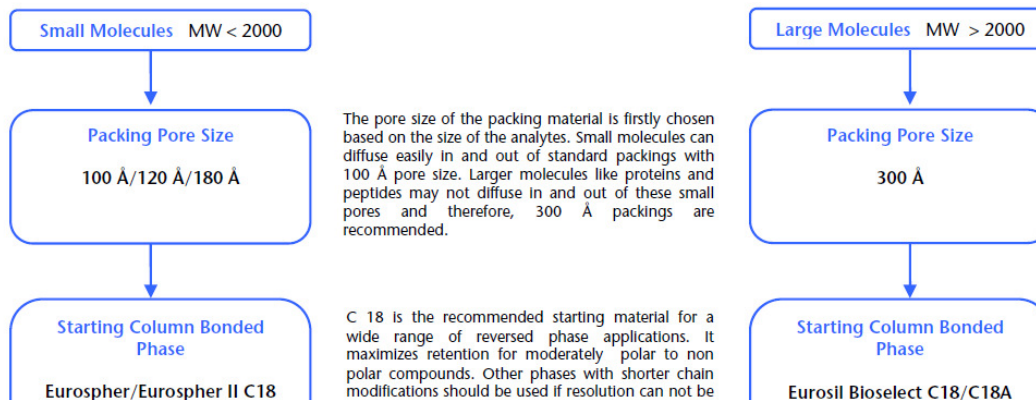 Small Molecules MW < 2000
Packing Pore Size
100 Å/120 Å/180 Å
Starting Column Bonded
Phase
Eurospher/Eurospher II C18
The pore size of the packing material is firstly chosen
based on the size of the analytes. Small molecules can
diffuse easily in and out of standard packings with
100 Å pore size. Larger molecules like proteins and
peptides may not diffuse in and out of these small
pores and therefore, 300 Å packings are
recommended.
C 18 is the recommended starting material for a
wide range of reversed phase applications. It
maximizes retention for moderately polar to non
polar compounds. Other phases with shorter chain
modifications should be used if resolution can not be
Large Molecules MW > 2000
Packing Pore Size
300 Å
Starting Column Bonded
Phase
Eurosil Bioselect C18/C18A